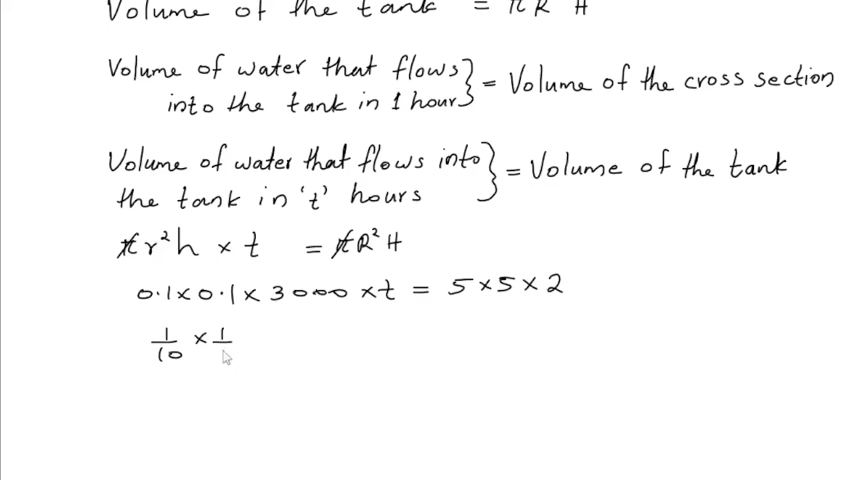 Volume of the tank = πR H
Volume of water that flows
into the tank in 1 hour } = Volume of the cross section
Volume of water that flows into
the tank in 't' hours } = Volume of the tank
πr²h × t = πR²H
0.1×0.1× 3000 ×t = 5×5×2
1/10 × 1/